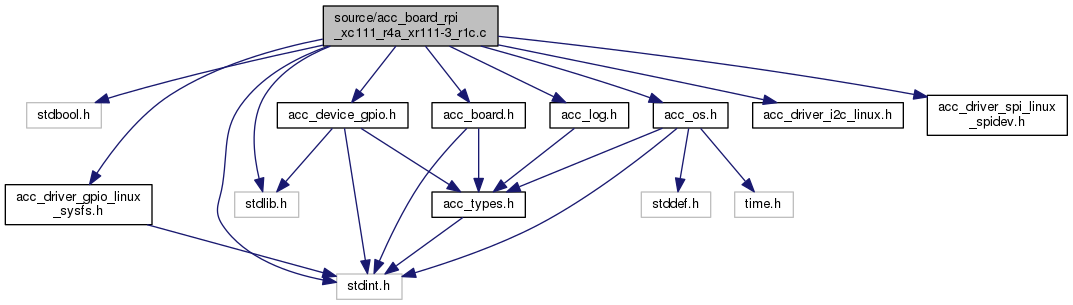 source/acc_board_rpi
_xc111_r4a_xr111-3_r1c.c
stdbool.h
acc_device_gpio.h
acc_board.h
acc_log.h
acc_os.h
acc_driver_i2c_linux.h
acc_driver_spi_linux
_spidev.h
acc_driver_gpio_linux
_sysfs.h
stdlib.h
acc_types.h
stddef.h
time.h
stdint.h